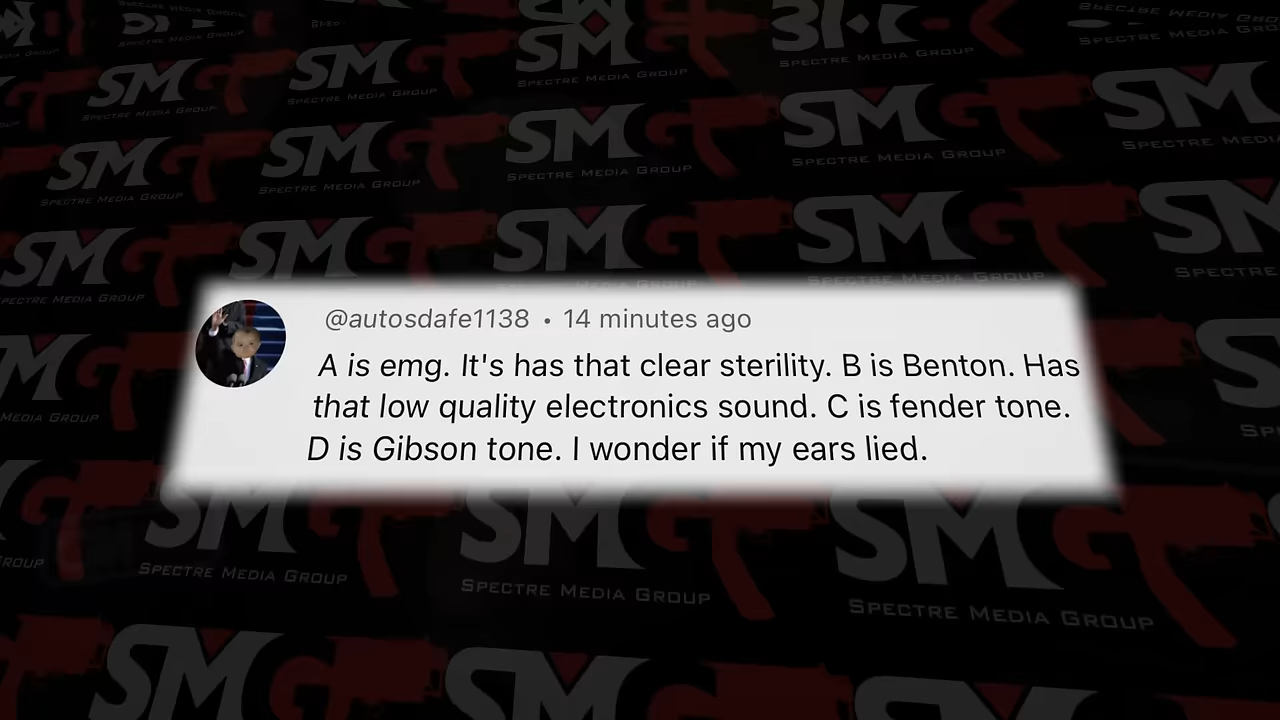 @autosdafe1138 • 14 minutes ago
A is emg. It's has that clear sterility. B is Benton. Has
that low quality electronics sound. C is fender tone.
D is Gibson tone. I wonder if my ears lied.
SMG
SPECTRE MEDIA GROUP